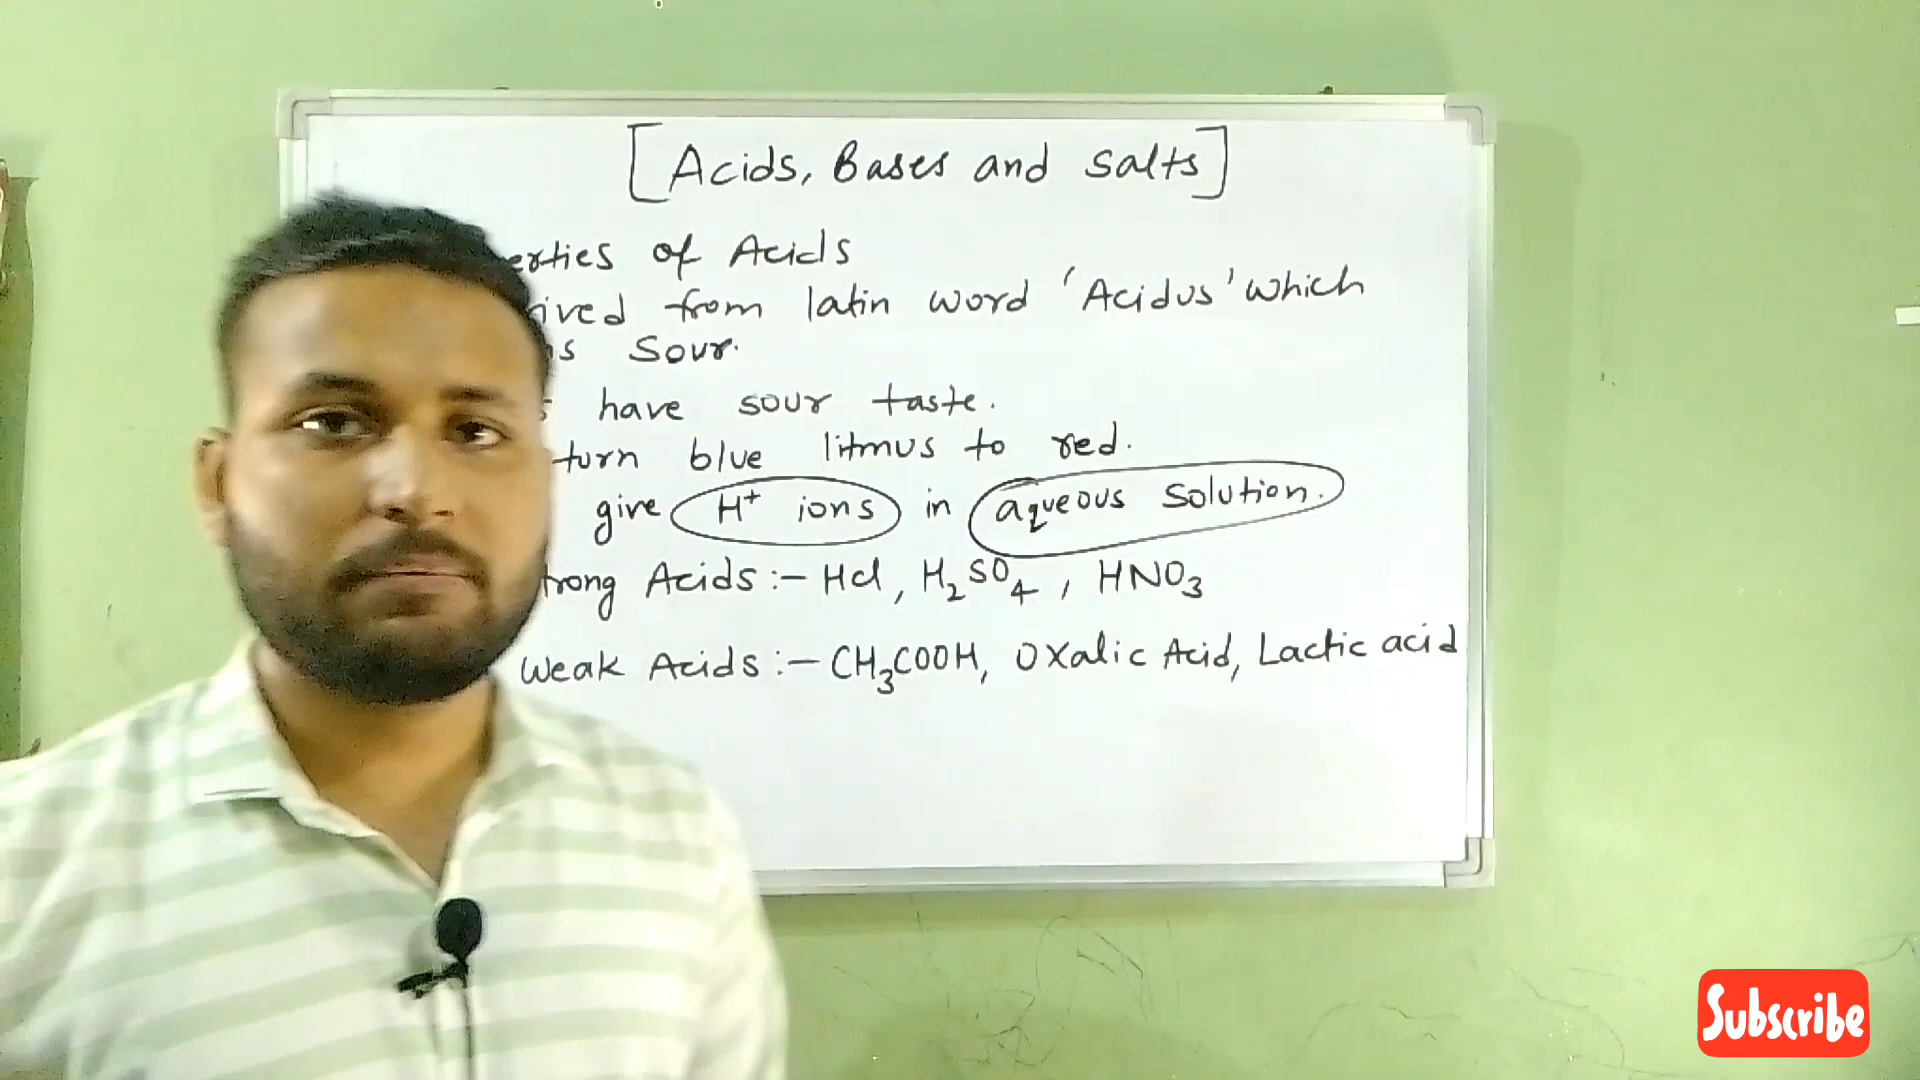 [Acids, Bases and Salts]
erties of Acids
ived from latin word 'Acidus' which
s Sour.
s have sour taste.
turn blue litmus to red.
give H+ ions in aqueous solution.
trong Acids :- Hcl, H2SO4, HNO3
Weak Acids :- CH3COOH, Oxalic Acid, Lactic acid
Subscribe